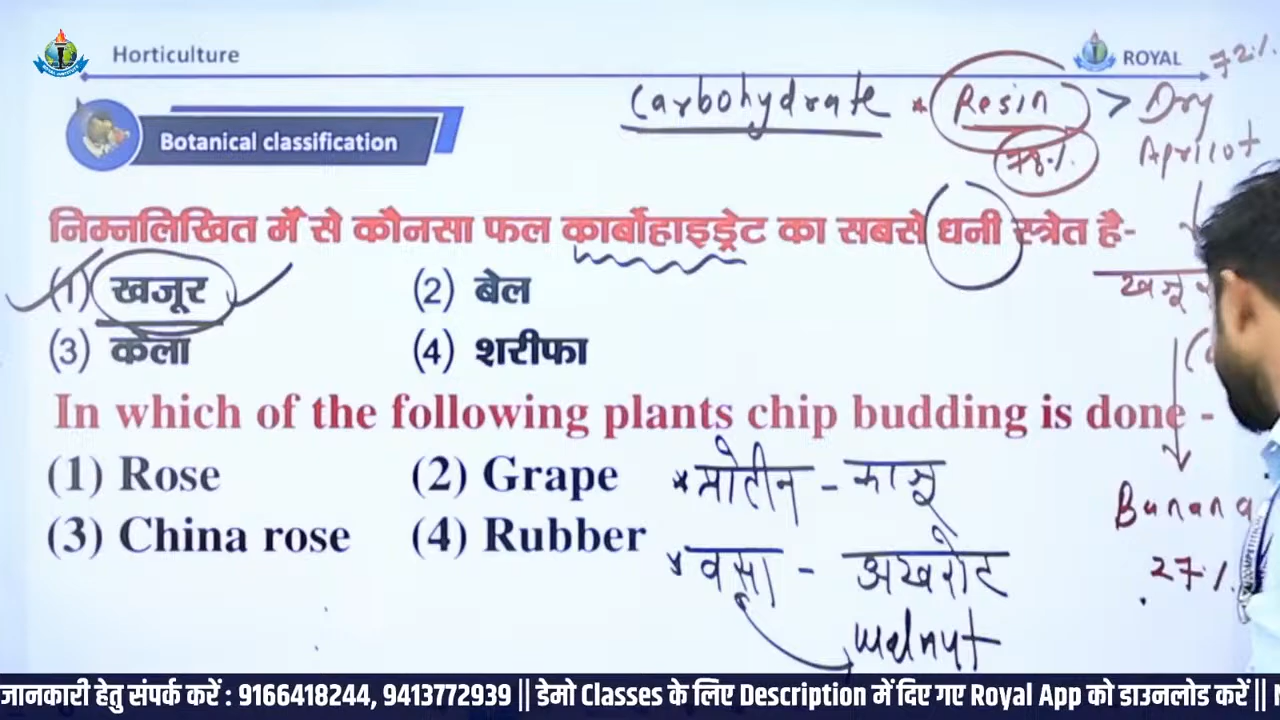 Horticulture
ROYAL
72%
Carbohydrate * Resin > Dry
78% Apricot
Botanical classification
निम्नलिखित में से कौनसा फल कार्बोहाइड्रेट का सबसे धनी स्त्रेत है-
(1) खजूर (2) बेल
(3) केला (4) शरीफा
In which of the following plants chip budding is done -
(1) Rose (2) Grape
(3) China rose (4) Rubber
* प्रोटीन - काजू
* वसा - अखरोट
walnut
Banana
27%
जानकारी हेतु संपर्क करें : 9166418244, 9413772939 || डेमो Classes के लिए Description में दिए गए Royal App को डाउनलोड करें ||